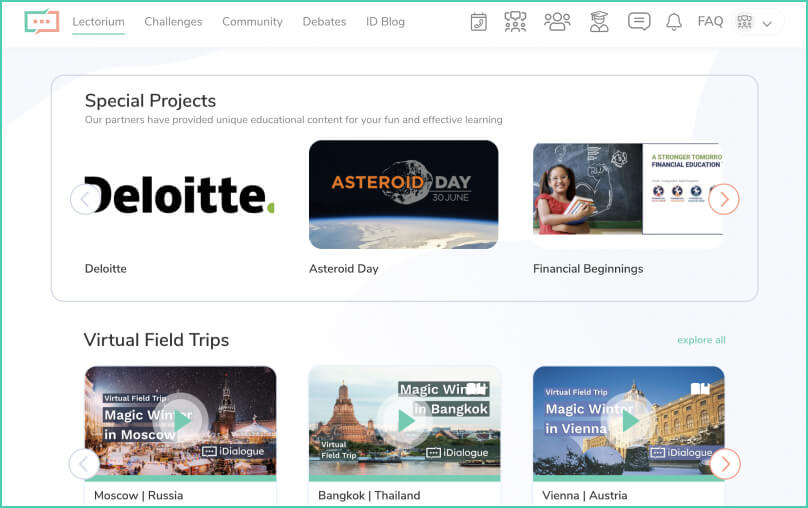 Lectorium Challenges Community Debates ID Blog FAQ
Special Projects
Our partners have provided unique educational content for your fun and effective learning
Deloitte.
ASTEROID DAY
30 JUNE
A STRONGER TOMORRO
FINANCIAL EDUCATION
Deloitte
Asteroid Day
Financial Beginnings
Virtual Field Trips
explore all
Virtual Field Trip
Magic Winter
in Moscow
iDialogue
Magic Winter
in Bangkok
Virtual
Field Trip
iDialogue
Virtual Field Trip
Magic Winter
in Vienna
iDialogue
Moscow | Russia
Bangkok | Thailand
Vienna | Austria